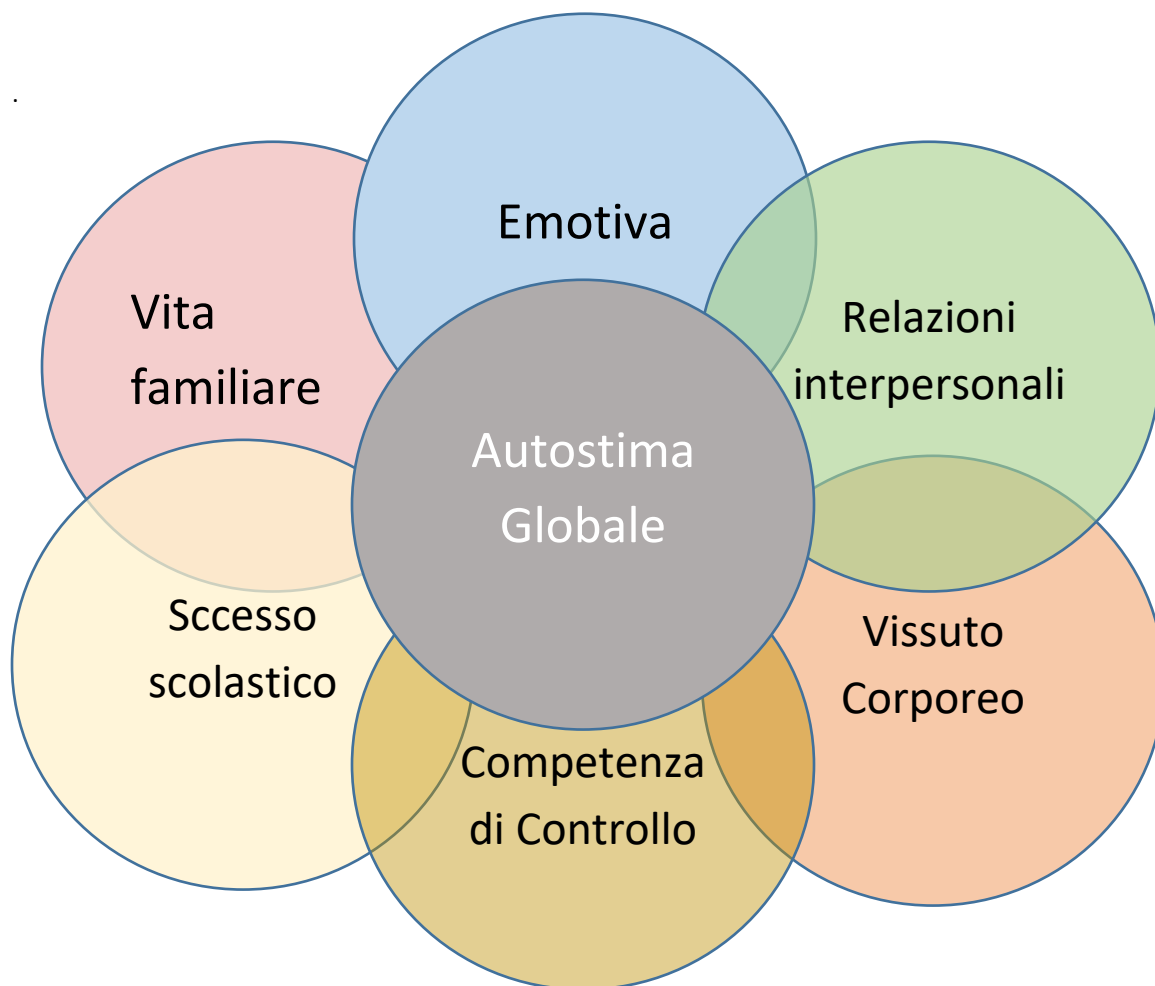 .
Emotiva
Vita
familiare
Relazioni
interpersonali
Autostima
Globale
Sccesso
scolastico
Vissuto
Corporeo
Competenza
di Controllo